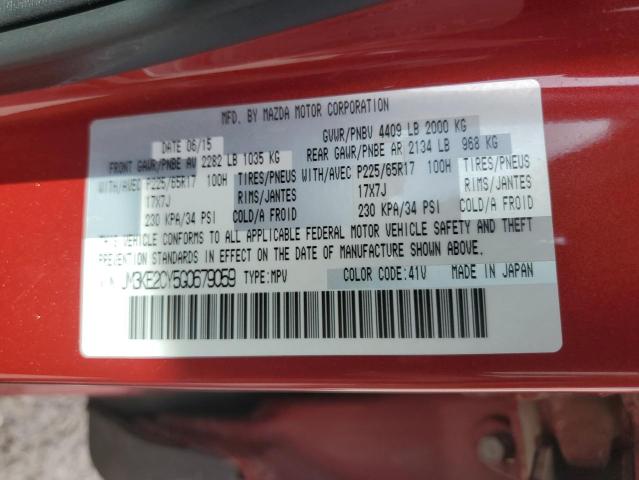 MFD. BY MAZDA MOTOR CORPORATION
DATE 06/15 GVWR/PNBV 4409 LB 2000 KG
FRONT GAWR/PNBE AV 2282 LB 1035 KG REAR GAWR/PNBE AR 2134 LB 968 KG
WITH/AVEC P225/65R17 100H TIRES/PNEUS WITH/AVEC P225/65R17 100H TIRES/PNEUS
17X7J RIMS/JANTES 17X7J RIMS/JANTES
230 KPA/34 PSI COLD/A FROID 230 KPA/34 PSI COLD/A FROID
THIS VEHICLE CONFORMS TO ALL APPLICABLE FEDERAL MOTOR VEHICLE SAFETY AND THEFT
PREVENTION STANDARDS IN EFFECT ON THE DATE OF MANUFACTURE SHOWN ABOVE.
JM3KE2CY5G0679059 TYPE:MPV COLOR CODE:41V MADE IN JAPAN